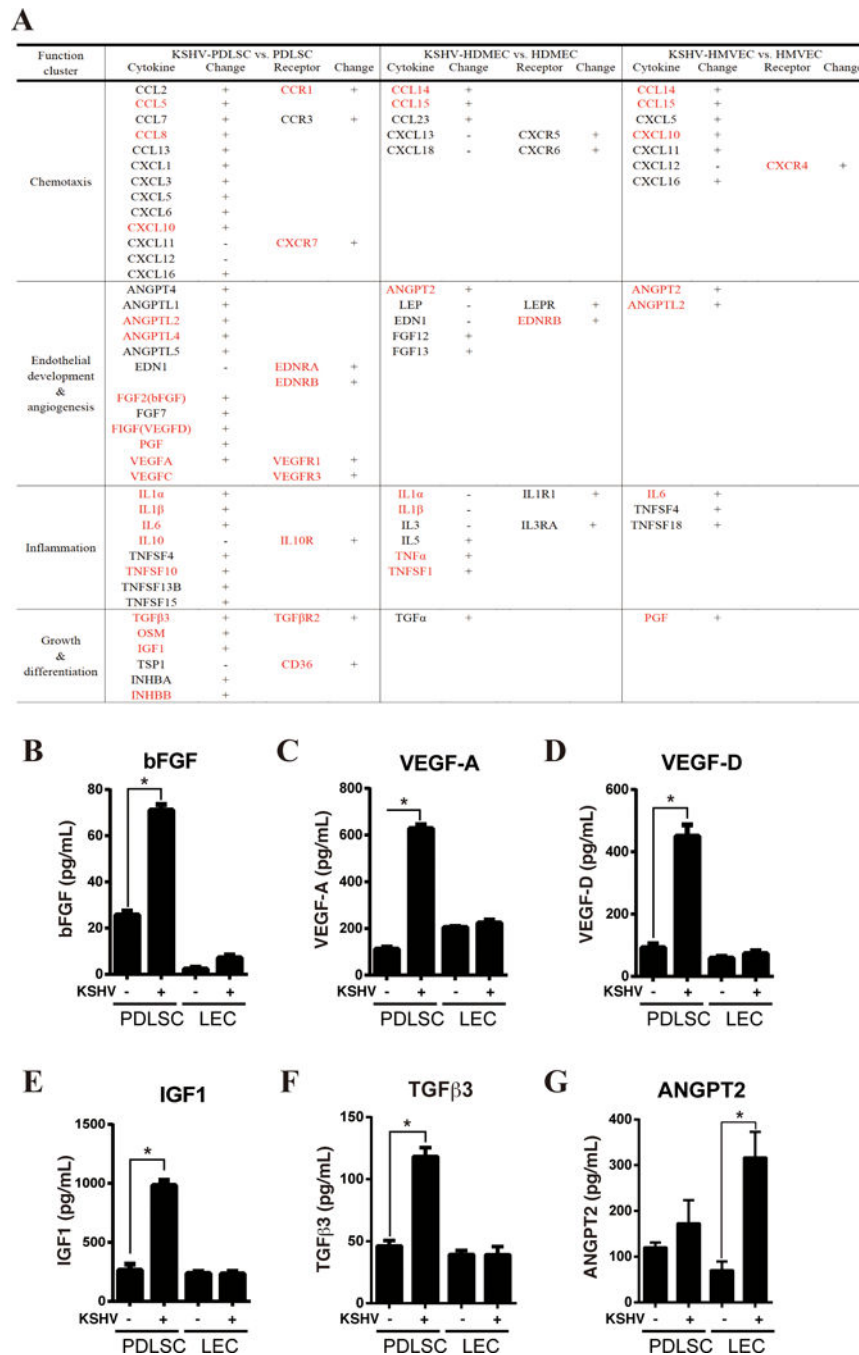 A
Function cluster KSHV-PDLSC vs. PDLSC KSHV-HDMEC vs. HDMEC KSHV-HMVEC vs. HMVEC
Cytokine Change Receptor Change Cytokine Change Receptor Change Cytokine Change Receptor Change
Chemotaxis
CCL2 + CCR1 + CCL14 + CCL14 +
CCL5 + CCL15 + CCL15 +
CCL7 + CCR3 + CCL23 + CXCL5 +
CCL8 + CXCL13 - CXCR5 + CXCL10 +
CCL13 + CXCL18 - CXCR6 + CXCL11 +
CXCL1 + CXCL12 - CXCR4 +
CXCL3 + CXCL16 +
CXCL5 +
CXCL6 +
CXCL10 +
CXCL11 - CXCR7 +
CXCL12 -
CXCL16 +
Endothelial development & angiogenesis
ANGPT4 + ANGPT2 + ANGPT2 +
ANGPTL1 + LEP - LEPR + ANGPTL2 +
ANGPTL2 + EDN1 - EDNRB +
ANGPTL4 + FGF12 +
ANGPTL5 + FGF13 +
EDN1 - EDNRA +
EDNRB +
FGF2(bFGF) +
FGF7 +
FIGF(VEGFD) +
PGF +
VEGFA + VEGFR1 +
VEGFC VEGFR3 +
Inflammation
IL1α + IL1α - IL1R1 + IL6 +
IL1β + IL1β - TNFSF4 +
IL6 + IL3 - IL3RA + TNFSF18 +
IL10 - IL10R + IL5 +
TNFSF4 + TNFα +
TNFSF10 + TNFSF1 +
TNFSF13B +
TNFSF15 +
Growth & differentiation
TGFβ3 + TGFβR2 + TGFα + PGF +
OSM +
IGF1 +
TSP1 - CD36 +
INHBA +
INHBB +
B
bFGF
bFGF (pg/mL)
80
60
40
20
0
*
KSHV - + - +
PDLSC LEC
C
VEGF-A
VEGF-A (pg/mL)
800
600
400
200
0
*
KSHV - + - +
PDLSC LEC
D
VEGF-D
VEGF-D (pg/mL)
600
400
200
0
*
KSHV - + - +
PDLSC LEC
E
IGF1
IGF1 (pg/mL)
1500
1000
500
0
*
KSHV - + - +
PDLSC LEC
F
TGFβ3
TGFβ3 (pg/mL)
150
100
50
0
*
KSHV - + - +
PDLSC LEC
G
ANGPT2
ANGPT2 (pg/mL)
400
300
200
100
0
*
KSHV - + - +
PDLSC LEC